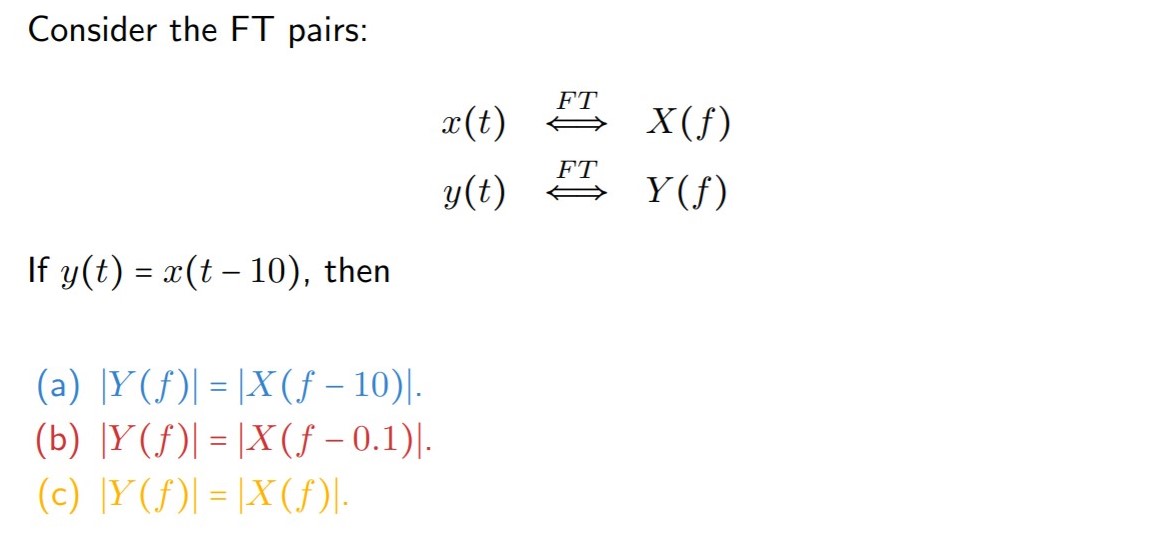 Consider the FT pairs:
x(t) FT ⟺ X(f)
y(t) FT ⟺ Y(f)
If y(t) = x(t − 10), then
(a) |Y(f)| = |X(f − 10)|.
(b) |Y(f)| = |X(f − 0.1)|.
(c) |Y(f)| = |X(f)|.